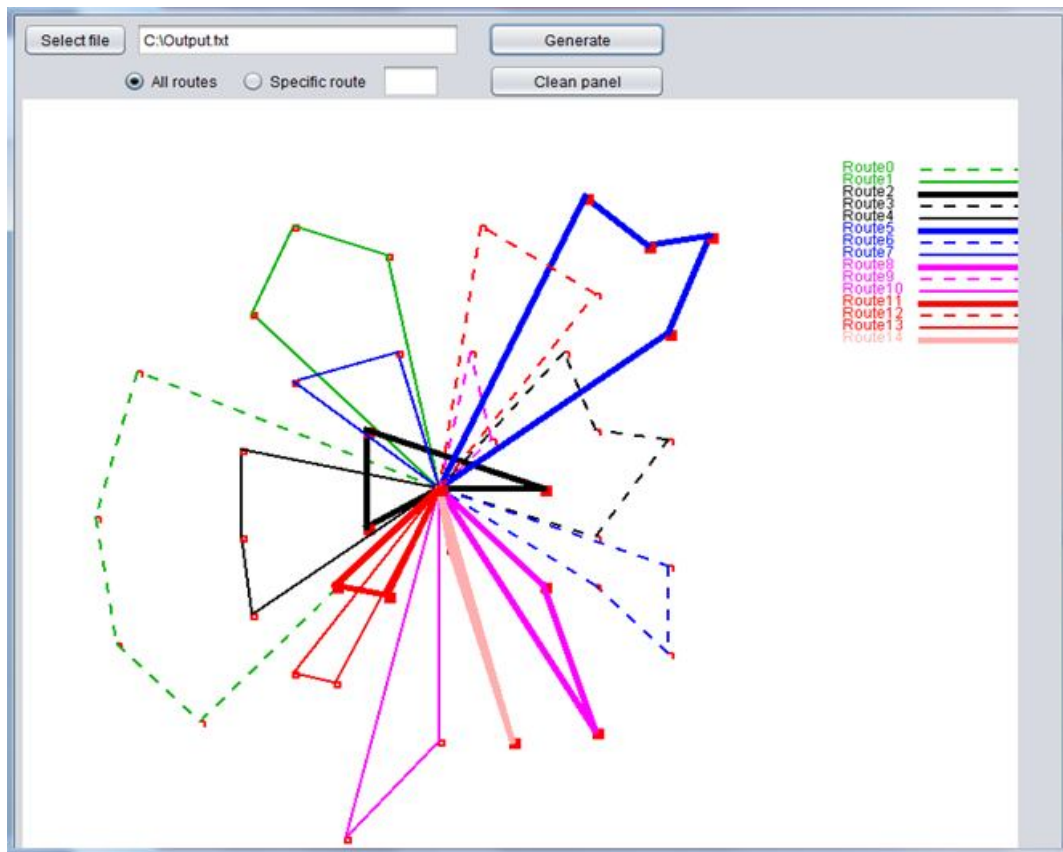 Select file C:\Output.txt Generate
All routes Specific route Clean panel
Route0
Route1
Route2
Route3
Route4
Route5
Route6
Route7
Route8
Route9
Route10
Route11
Route12
Route13
Route14